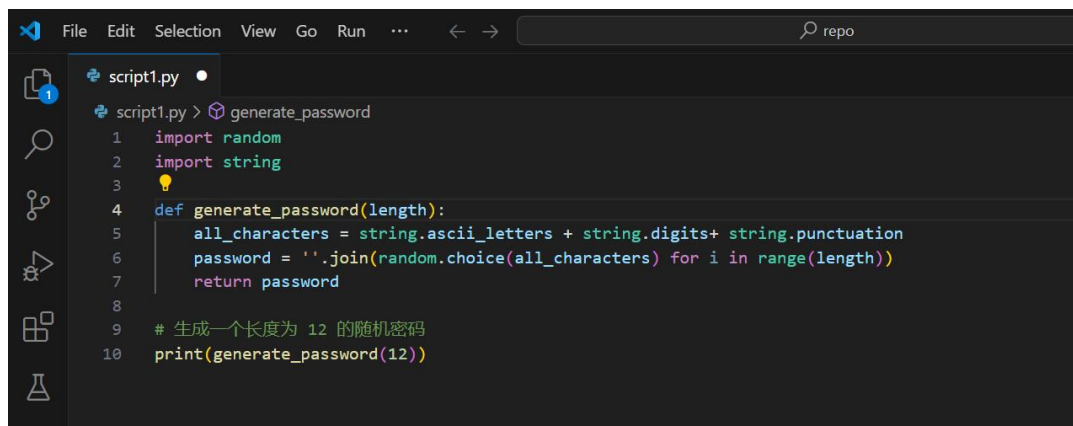 File Edit Selection View Go Run ··· ← → repo
script1.py ●
1
script1.py > generate_password
1 import random
2 import string
3
4 def generate_password(length):
5 all_characters = string.ascii_letters + string.digits+ string.punctuation
6 password = ''.join(random.choice(all_characters) for i in range(length))
7 return password
8
9 # 生成一个长度为 12 的随机密码
10 print(generate_password(12))